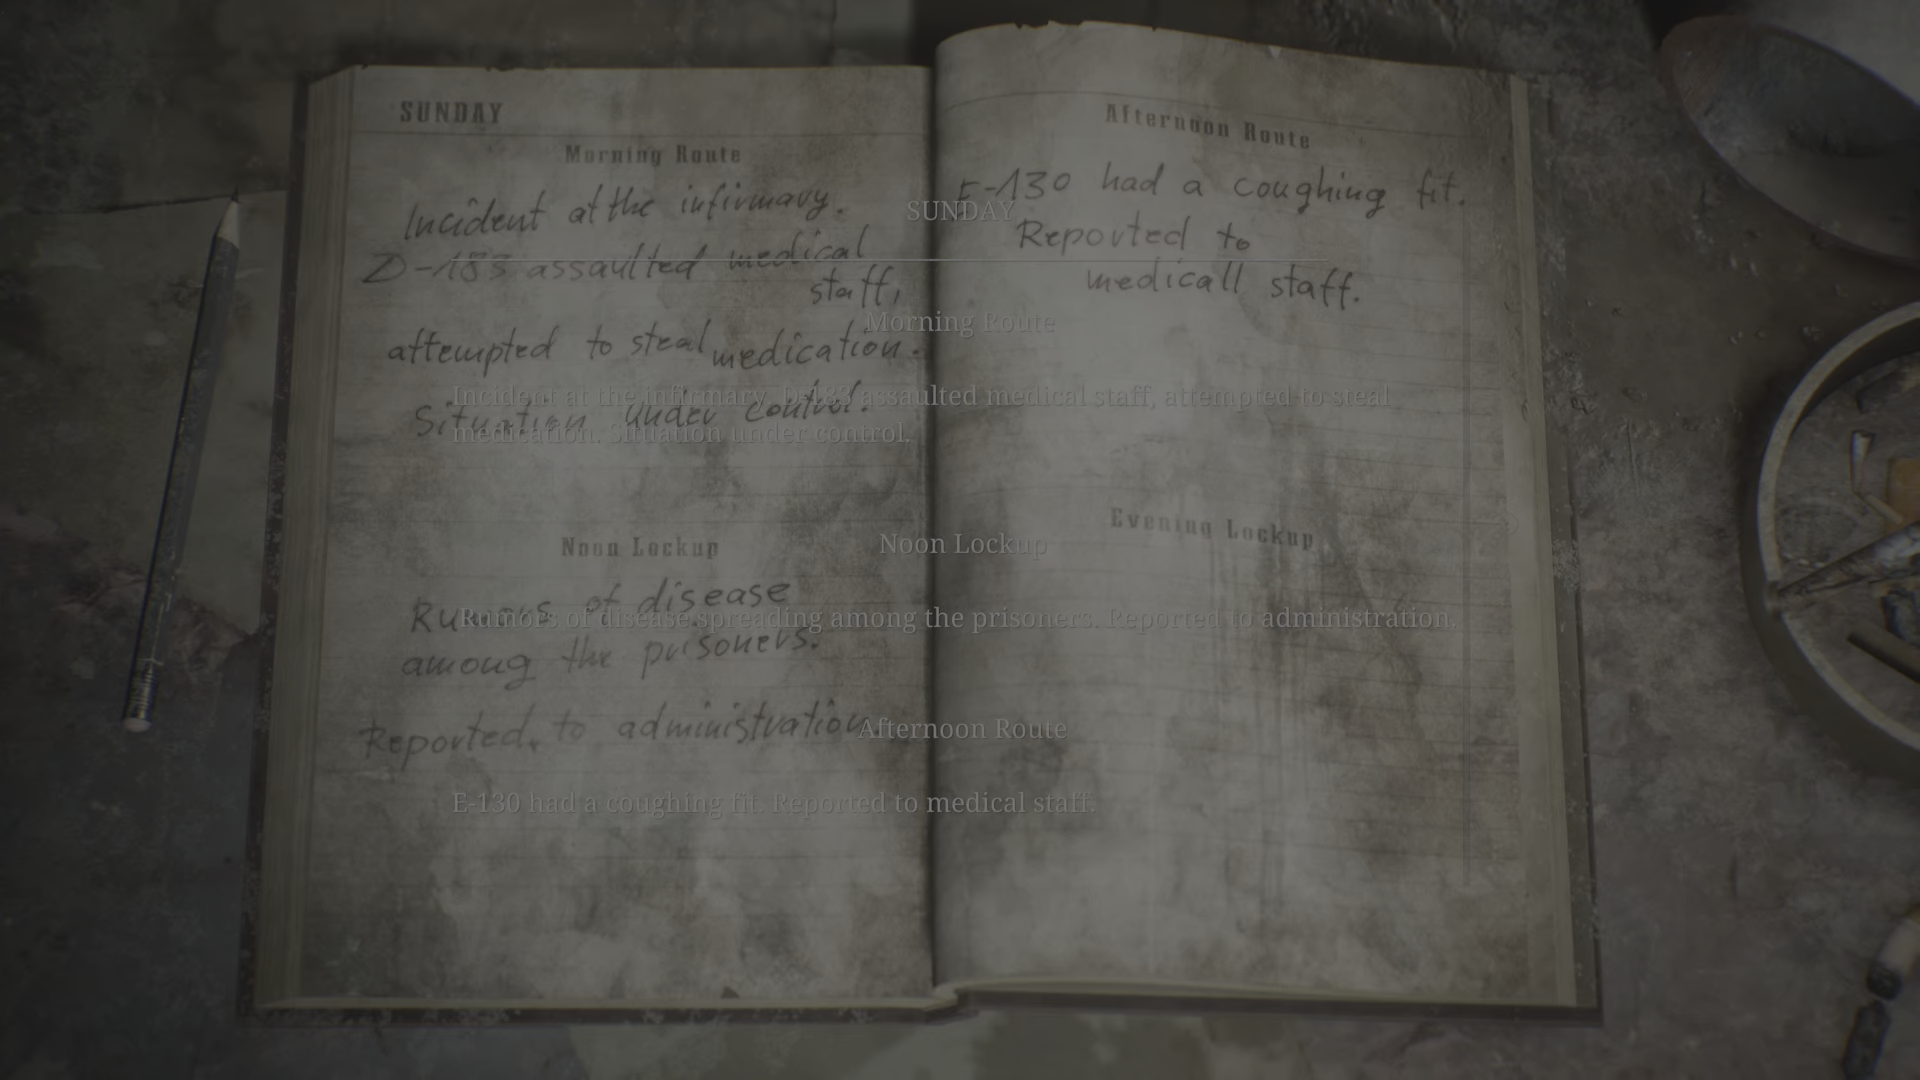 SUNDAY
Morning Route
Incident at the infirmary.
D-183 assaulted medical
staff,
attempted to steal medication.
Situation under control.
Noon Lockup
Rumors of disease
among the prisoners.
Reported to administration
Afternoon Route
E-130 had a coughing fit.
Reported to
medicall staff.
Evening Lockup
SUNDAY
Morning Route
Incident at the infirmary. D-183 assaulted medical staff, attempted to steal
medication. Situation under control.
Noon Lockup
Rumors of disease spreading among the prisoners. Reported to administration.
Afternoon Route
E-130 had a coughing fit. Reported to medical staff.